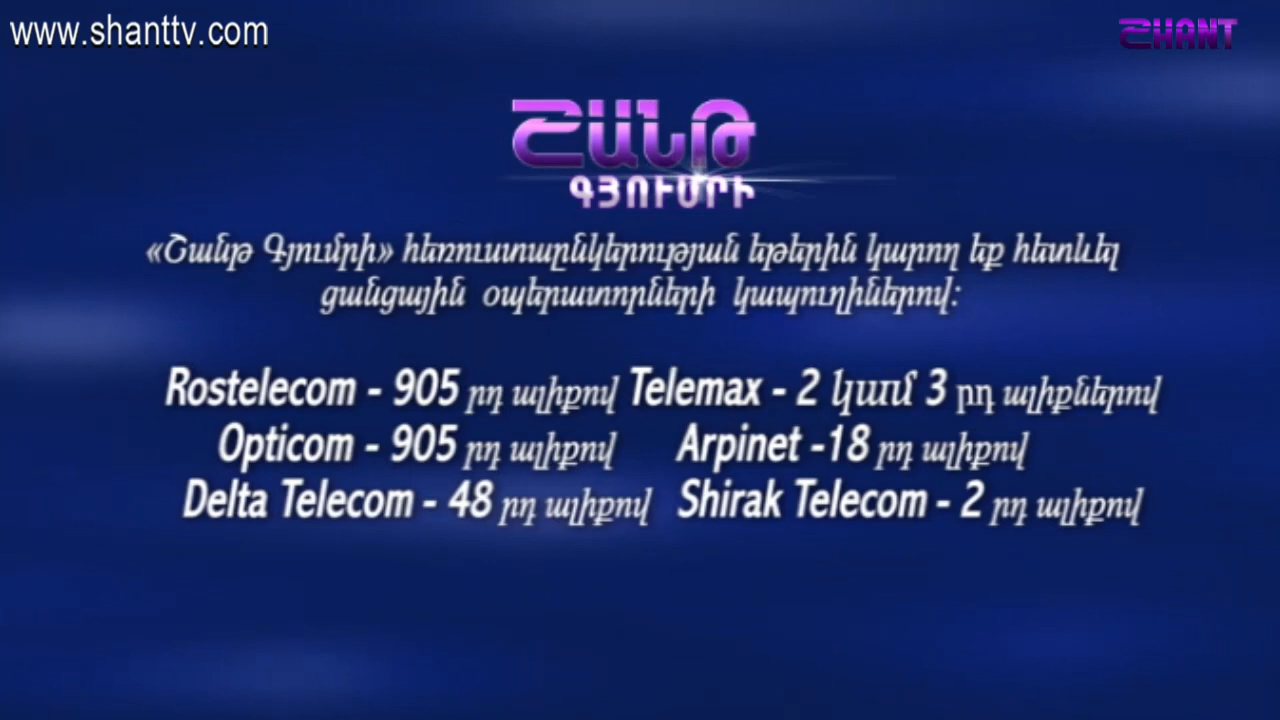 www.shanttv.com
SHANT
ՇԱՆԹ
ԳՅՈՒՄՐԻ
«Շանթ Գյումրի» հեռուստաընկերության եթերին կարող եք հետևել
ցանցային օպերատորների կապուղիներով:
Rostelecom - 905 րդ ալիքով Telemax - 2 կամ 3 րդ ալիքներով
Opticom - 905 րդ ալիքով Arpinet -18 րդ ալիքով
Delta Telecom - 48 րդ ալիքով Shirak Telecom - 2 րդ ալիքով